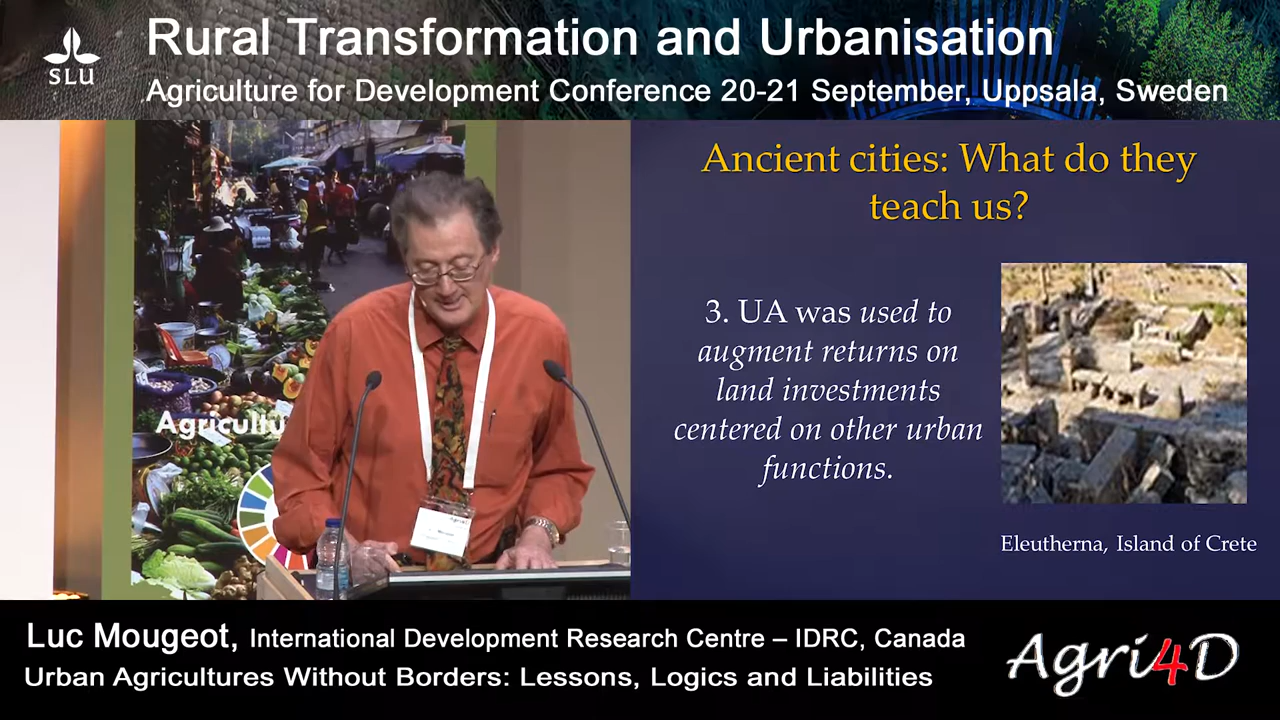 SLU
Rural Transformation and Urbanisation
Agriculture for Development Conference 20-21 September, Uppsala, Sweden
Agricultu
Ancient cities: What do they
teach us?
3. UA was used to
augment returns on
land investments
centered on other urban
functions.
Eleutherna, Island of Crete
Luc Mougeot, International Development Research Centre – IDRC, Canada
Urban Agricultures Without Borders: Lessons, Logics and Liabilities
Agri4D